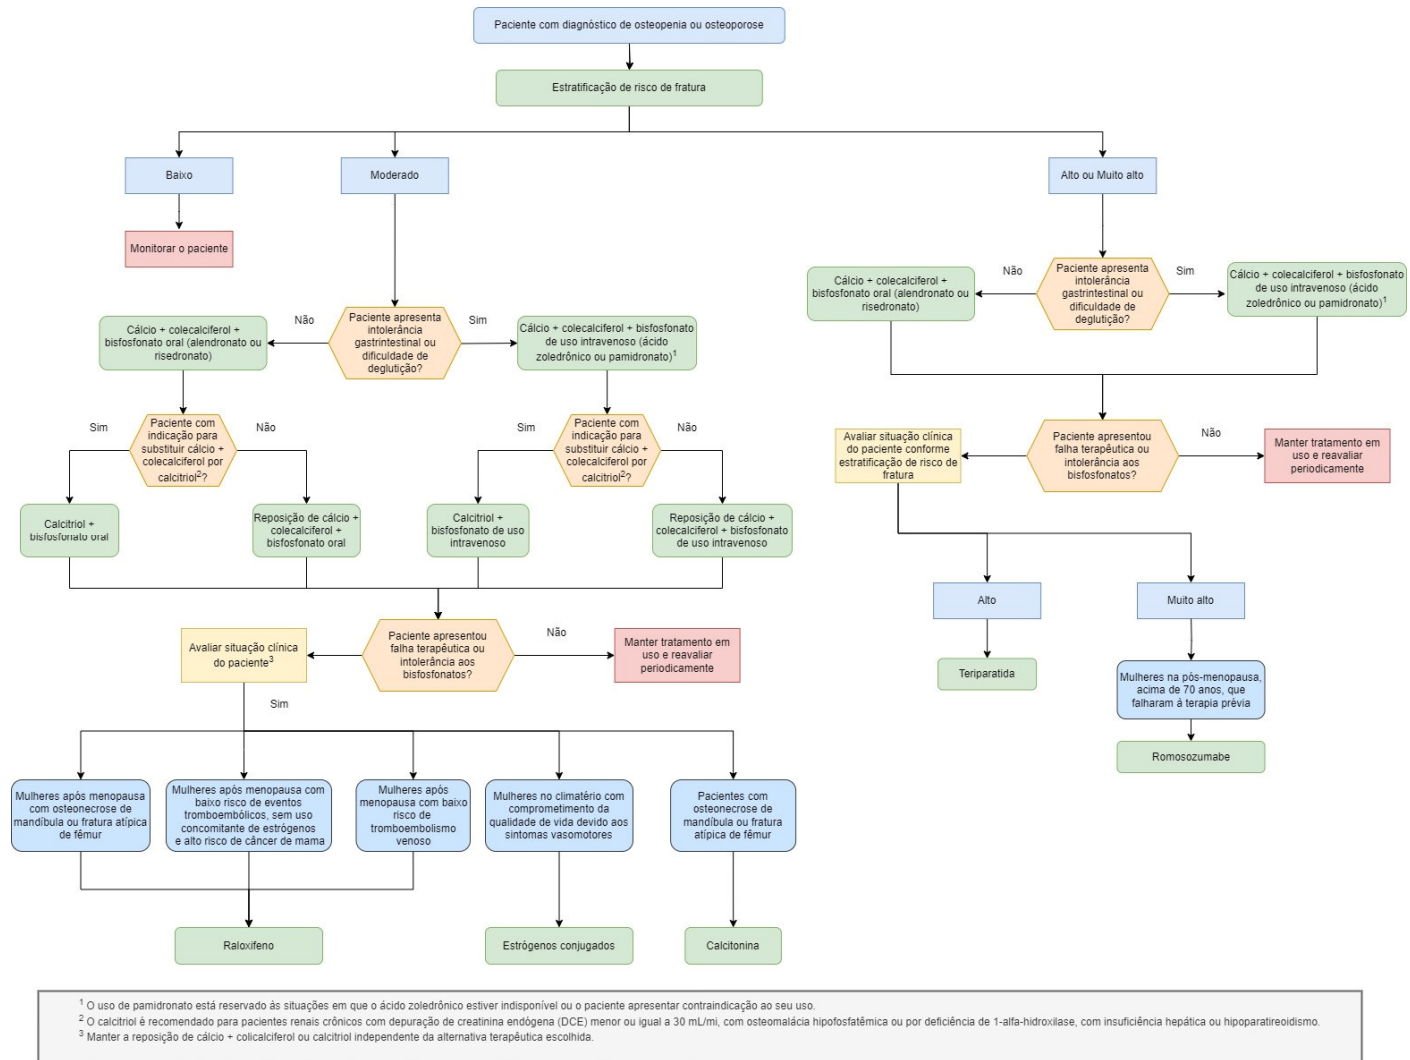 Paciente com diagnóstico de osteopenia ou osteoporose
Estratificação de risco de fratura
Baixo
Moderado
Alto ou Muito alto
Monitorar o paciente
Paciente apresenta
intolerância
gastrintestinal ou
dificuldade de
deglutição?
Não
Sim
Cálcio + colecalciferol +
bisfosfonato oral (alendronato ou
risedronato)
Cálcio + colecalciferol + bisfosfonato
de uso intravenoso (ácido
zoledrônico ou pamidronato)¹
Paciente apresenta
intolerância
gastrintestinal ou
dificuldade de
deglutição?
Não
Sim
Cálcio + colecalciferol +
bisfosfonato oral (alendronato ou
risedronato)
Cálcio + colecalciferol + bisfosfonato
de uso intravenoso (ácido
zoledrônico ou pamidronato)¹
Sim
Paciente com
indicação para
substituir cálcio +
colecalciferol por
calcitriol²?
Não
Sim
Paciente com
indicação para
substituir cálcio +
colecalciferol por
calcitriol²?
Não
Calcitriol +
bisfosfonato oral
Reposição de cálcio +
colecalciferol +
bisfosfonato oral
Calcitriol +
bisfosfonato de uso
intravenoso
Reposição de cálcio +
colecalciferol + bisfosfonato
de uso intravenoso
Avaliar situação clínica
do paciente conforme
estratificação de risco de
fratura
Paciente apresentou
falha terapêutica ou
intolerância aos
bisfosfonatos?
Não
Manter tratamento em
uso e reavaliar
periodicamente
Alto
Muito alto
Teriparatida
Mulheres na pós-menopausa,
acima de 70 anos, que
falharam à terapia prévia
Romosozumabe
Avaliar situação clínica
do paciente³
Paciente apresentou
falha terapêutica ou
intolerância aos
bisfosfonatos?
Não
Manter tratamento em
uso e reavaliar
periodicamente
Sim
Mulheres após menopausa
com osteonecrose de
mandíbula ou fratura atípica
de fêmur
Mulheres após menopausa com
baixo risco de eventos
tromboembólicos, sem uso
concomitante de estrógenos
e alto risco de câncer de mama
Mulheres após
menopausa com baixo
risco de
tromboembolismo
venoso
Mulheres no climatério com
comprometimento da
qualidade de vida devido aos
sintomas vasomotores
Pacientes com
osteonecrose de
mandíbula ou fratura
atípica de fêmur
Raloxifeno
Estrógenos conjugados
Calcitonina
¹ O uso de pamidronato está reservado às situações em que o ácido zoledrônico estiver indisponível ou o paciente apresentar contraindicação ao seu uso.
² O calcitriol é recomendado para pacientes renais crônicos com depuração de creatinina endógena (DCE) menor ou igual a 30 mL/mi, com osteomalácia hipofosfatêmica ou por deficiência de 1-alfa-hidroxilase, com insuficiência hepática ou hipoparatireoidismo.
³ Manter a reposição de cálcio + colicalciferol ou calcitriol independente da alternativa terapêutica escolhida.